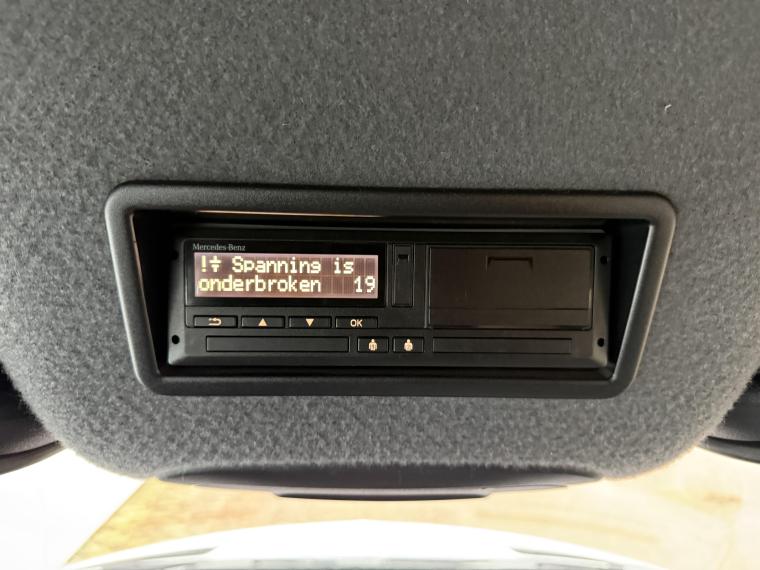 Mercedes-Benz
! Spanning is
onderbroken 19
OK